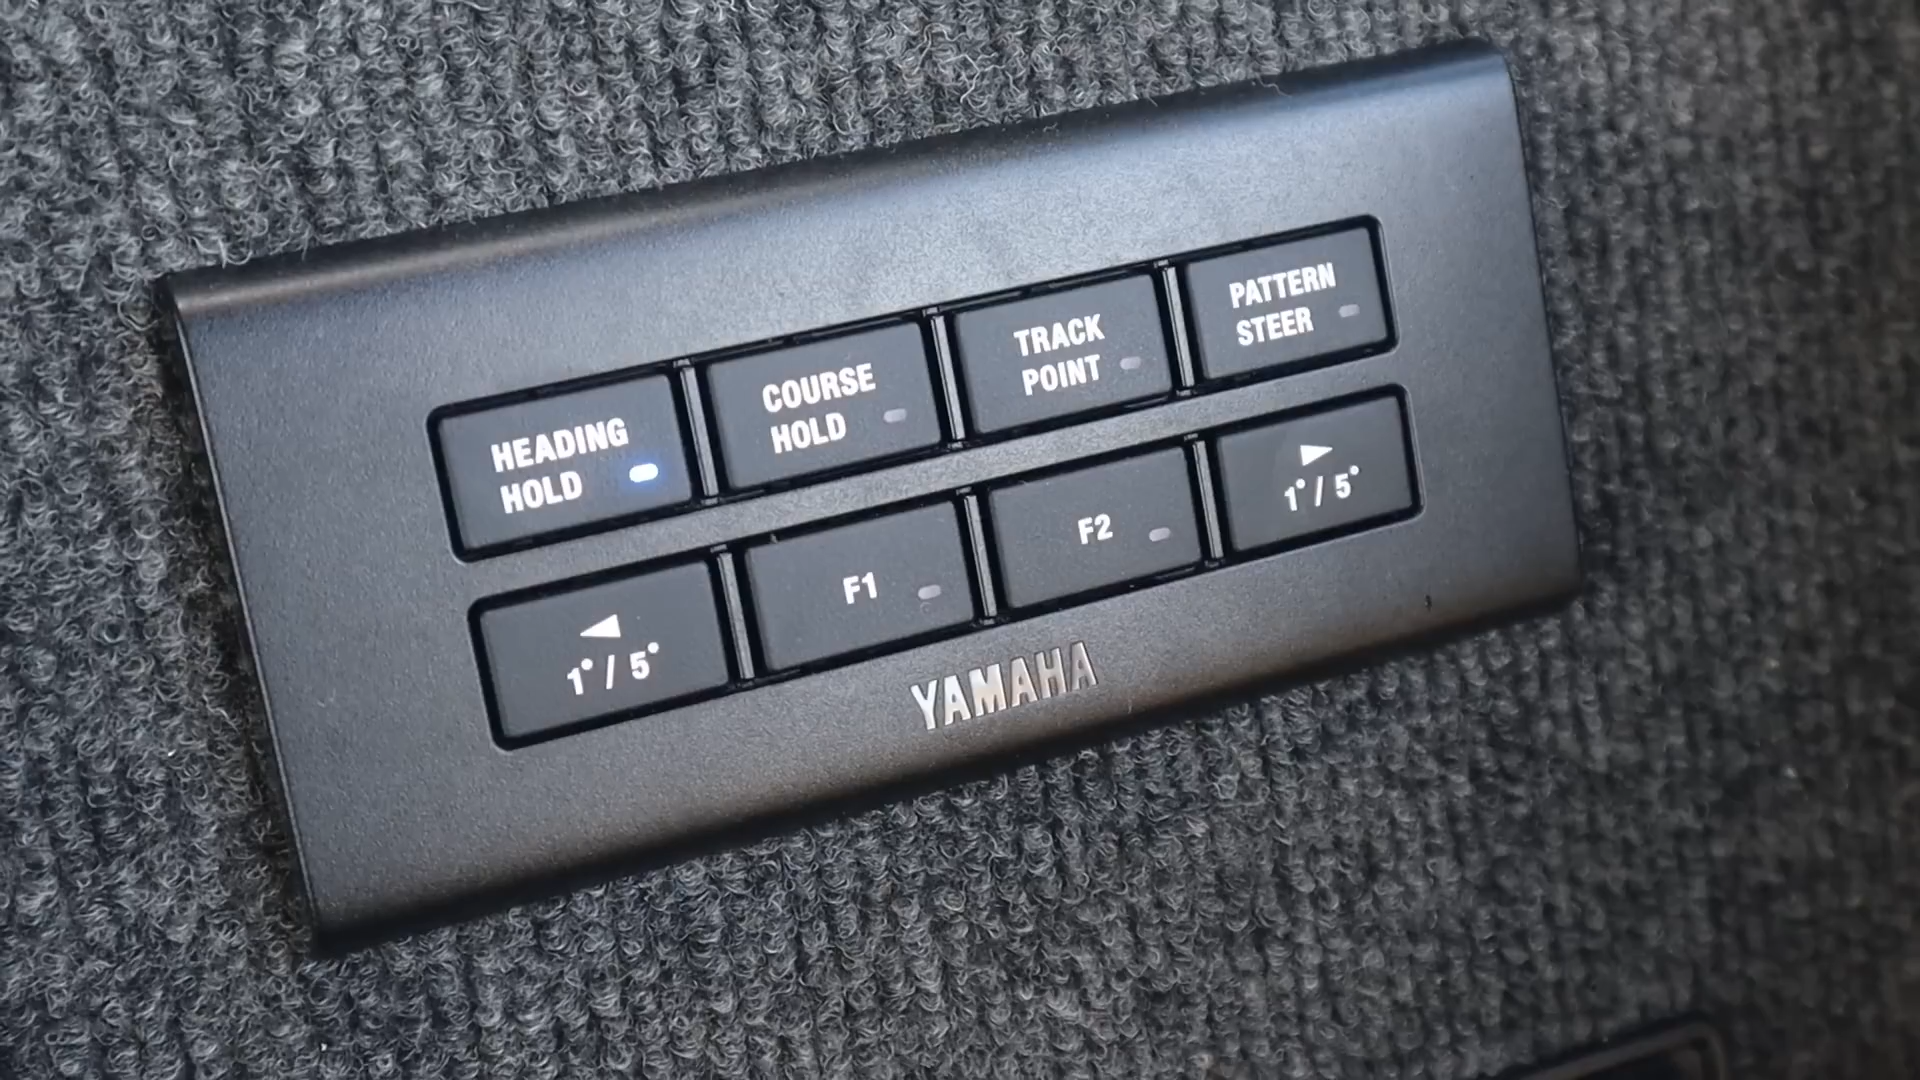 HEADING
HOLD
COURSE
HOLD
TRACK
POINT
PATTERN
STEER
◀
1° / 5°
F1
F2
▶
1° / 5°
YAMAHA